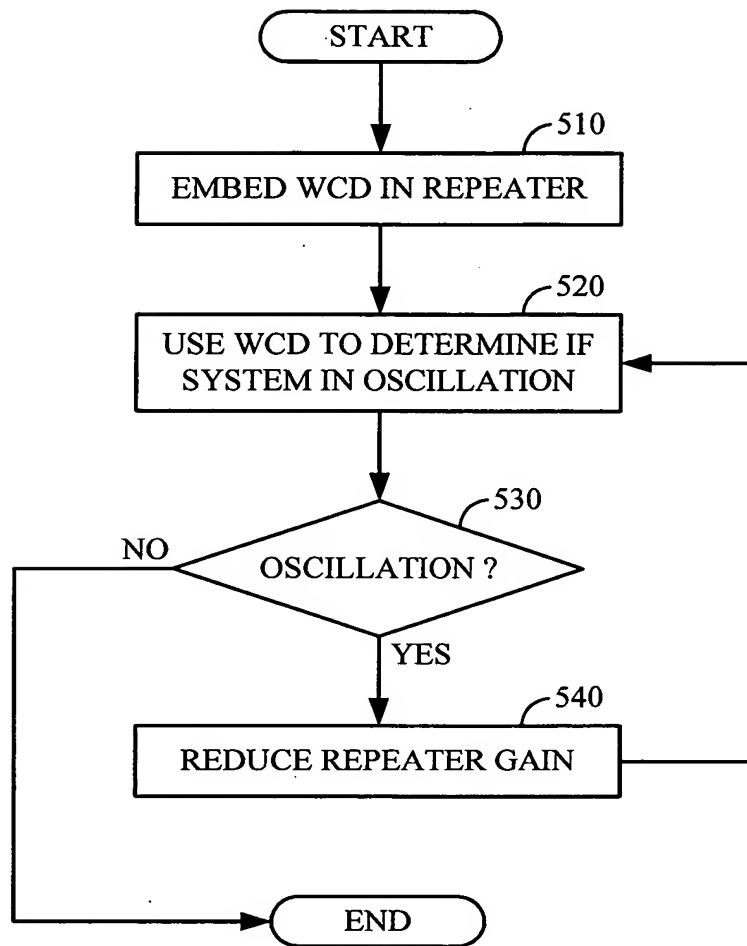 START
510
EMBED WCD IN REPEATER
520
USE WCD TO DETERMINE IF
SYSTEM IN OSCILLATION
530
NO
OSCILLATION ?
YES
540
REDUCE REPEATER GAIN
END